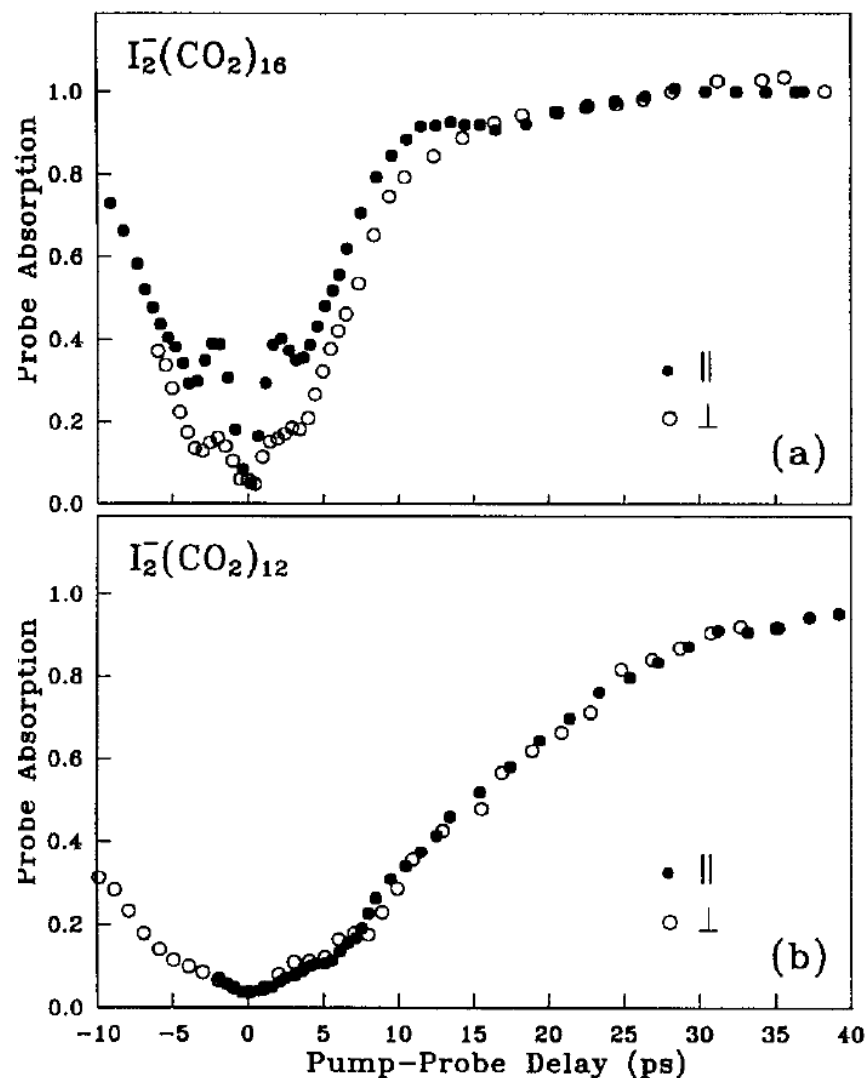 I₂⁻(CO₂)₁₆
1.0
0.8
0.6
0.4
0.2
0.0
Probe Absorption
● ||
○ ⊥
(a)
I₂⁻(CO₂)₁₂
1.0
0.8
0.6
0.4
0.2
0.0
Probe Absorption
● ||
○ ⊥
(b)
-10 -5 0 5 10 15 20 25 30 35 40
Pump-Probe Delay (ps)